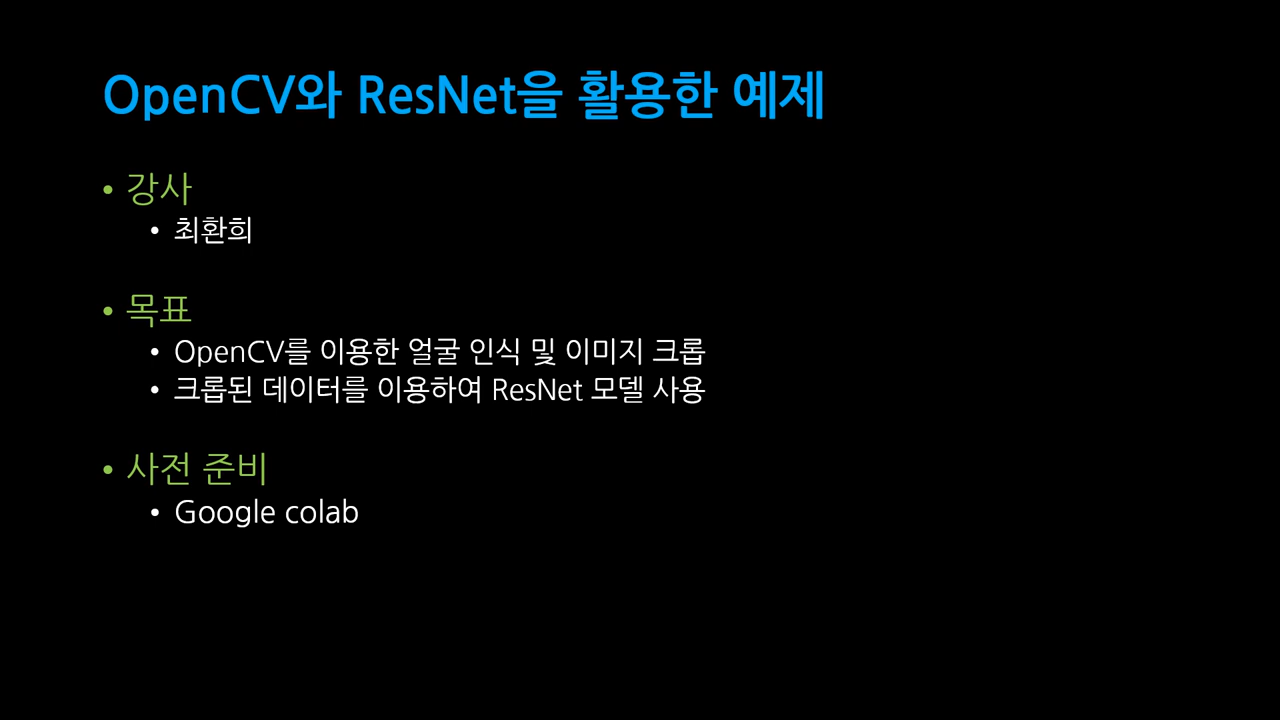 OpenCV와 ResNet을 활용한 예제
• 강사
• 최환희
• 목표
• OpenCV를 이용한 얼굴 인식 및 이미지 크롭
• 크롭된 데이터를 이용하여 ResNet 모델 사용
• 사전 준비
• Google colab